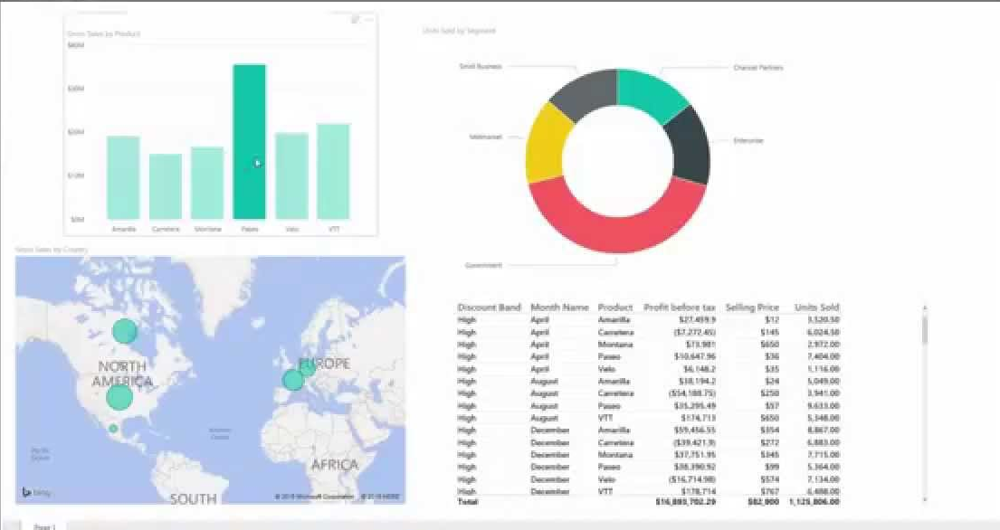 Gross Sales by Product
$40M
$30M
$20M
$10M
$0M
Amarilla Carretera Montana Paseo Velo VTT
Units Sold by Segment
Small Business
Channel Partners
Midmarket
Enterprise
Government
Gross Sales by Country
NORTH
AMERICA
EUROPE
AFRICA
SOUTH
Pacific
Ocean
Atlantic
Ocean
bing
© 2015 Microsoft Corporation © 2015 HERE
Discount Band Month Name Product Profit before tax Selling Price Units Sold
High April Amarilla $27,459.9 $12 3,520.50
High April Carretera ($7,272.45) $145 6,024.50
High April Montana $73,981 $650 2,972.00
High April Paseo $10,647.96 $36 7,404.00
High April Velo $6,148.2 $35 1,116.00
High August Amarilla $38,194.2 $24 5,049.00
High August Carretera ($54,188.75) $250 3,941.00
High August Paseo $35,295.49 $57 9,633.00
High August VTT $174,713 $650 5,348.00
High December Amarilla $59,456.55 $354 8,867.00
High December Carretera ($39,421.9) $272 6,883.00
High December Montana $37,751.95 $345 7,715.00
High December Paseo $38,390.92 $99 5,364.00
High December Velo ($16,714.98) $574 7,134.00
High December VTT $178,714 $767 6,488.00
Total $16,893,702.29 $82,900 1,125,806.00
Page 1